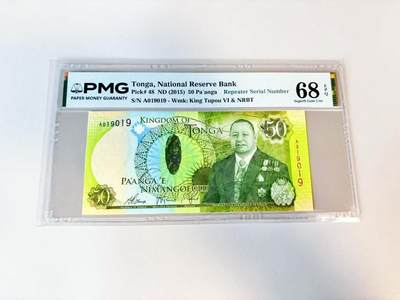 PMG
PAPER MONEY GUARANTY
Tonga, National Reserve Bank
Pick# 48 ND (2015) 50 Pa'anga Repeater Serial Number
S/N A019019 - Wmk: King Tupou VI & NRBT
68
EPQ
Superb Gem Unc
KINGDOM OF
TONGA
$50
A019019
A019019
PA'ANGA 'E
NIMANGOFULU
$50